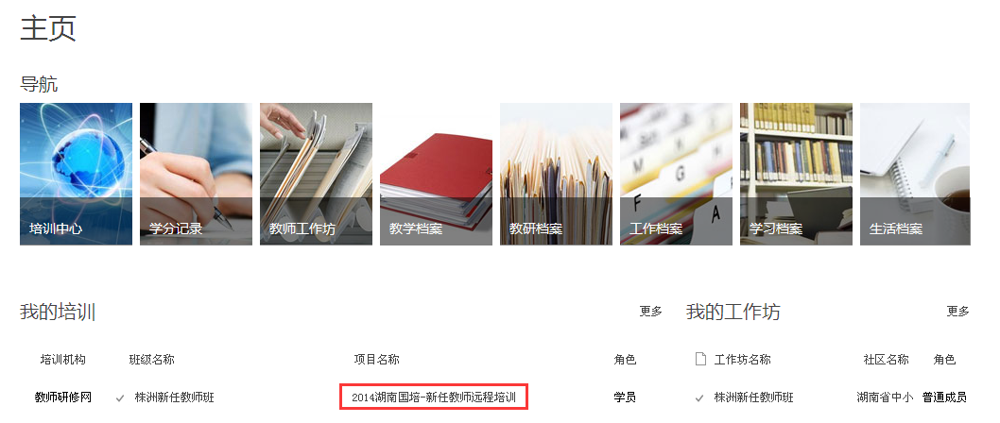 主页
导航
培训中心 学分记录 教师工作坊 教学档案 教研档案 工作档案 学习档案 生活档案
F M G A
我的培训 更多 我的工作坊 更多
培训机构 班级名称 项目名称 角色 工作坊名称 社区名称 角色
教师研修网 株洲新任教师班 2014湖南国培-新任教师远程培训 学员 株洲新任教师班 湖南省中小 普通成员